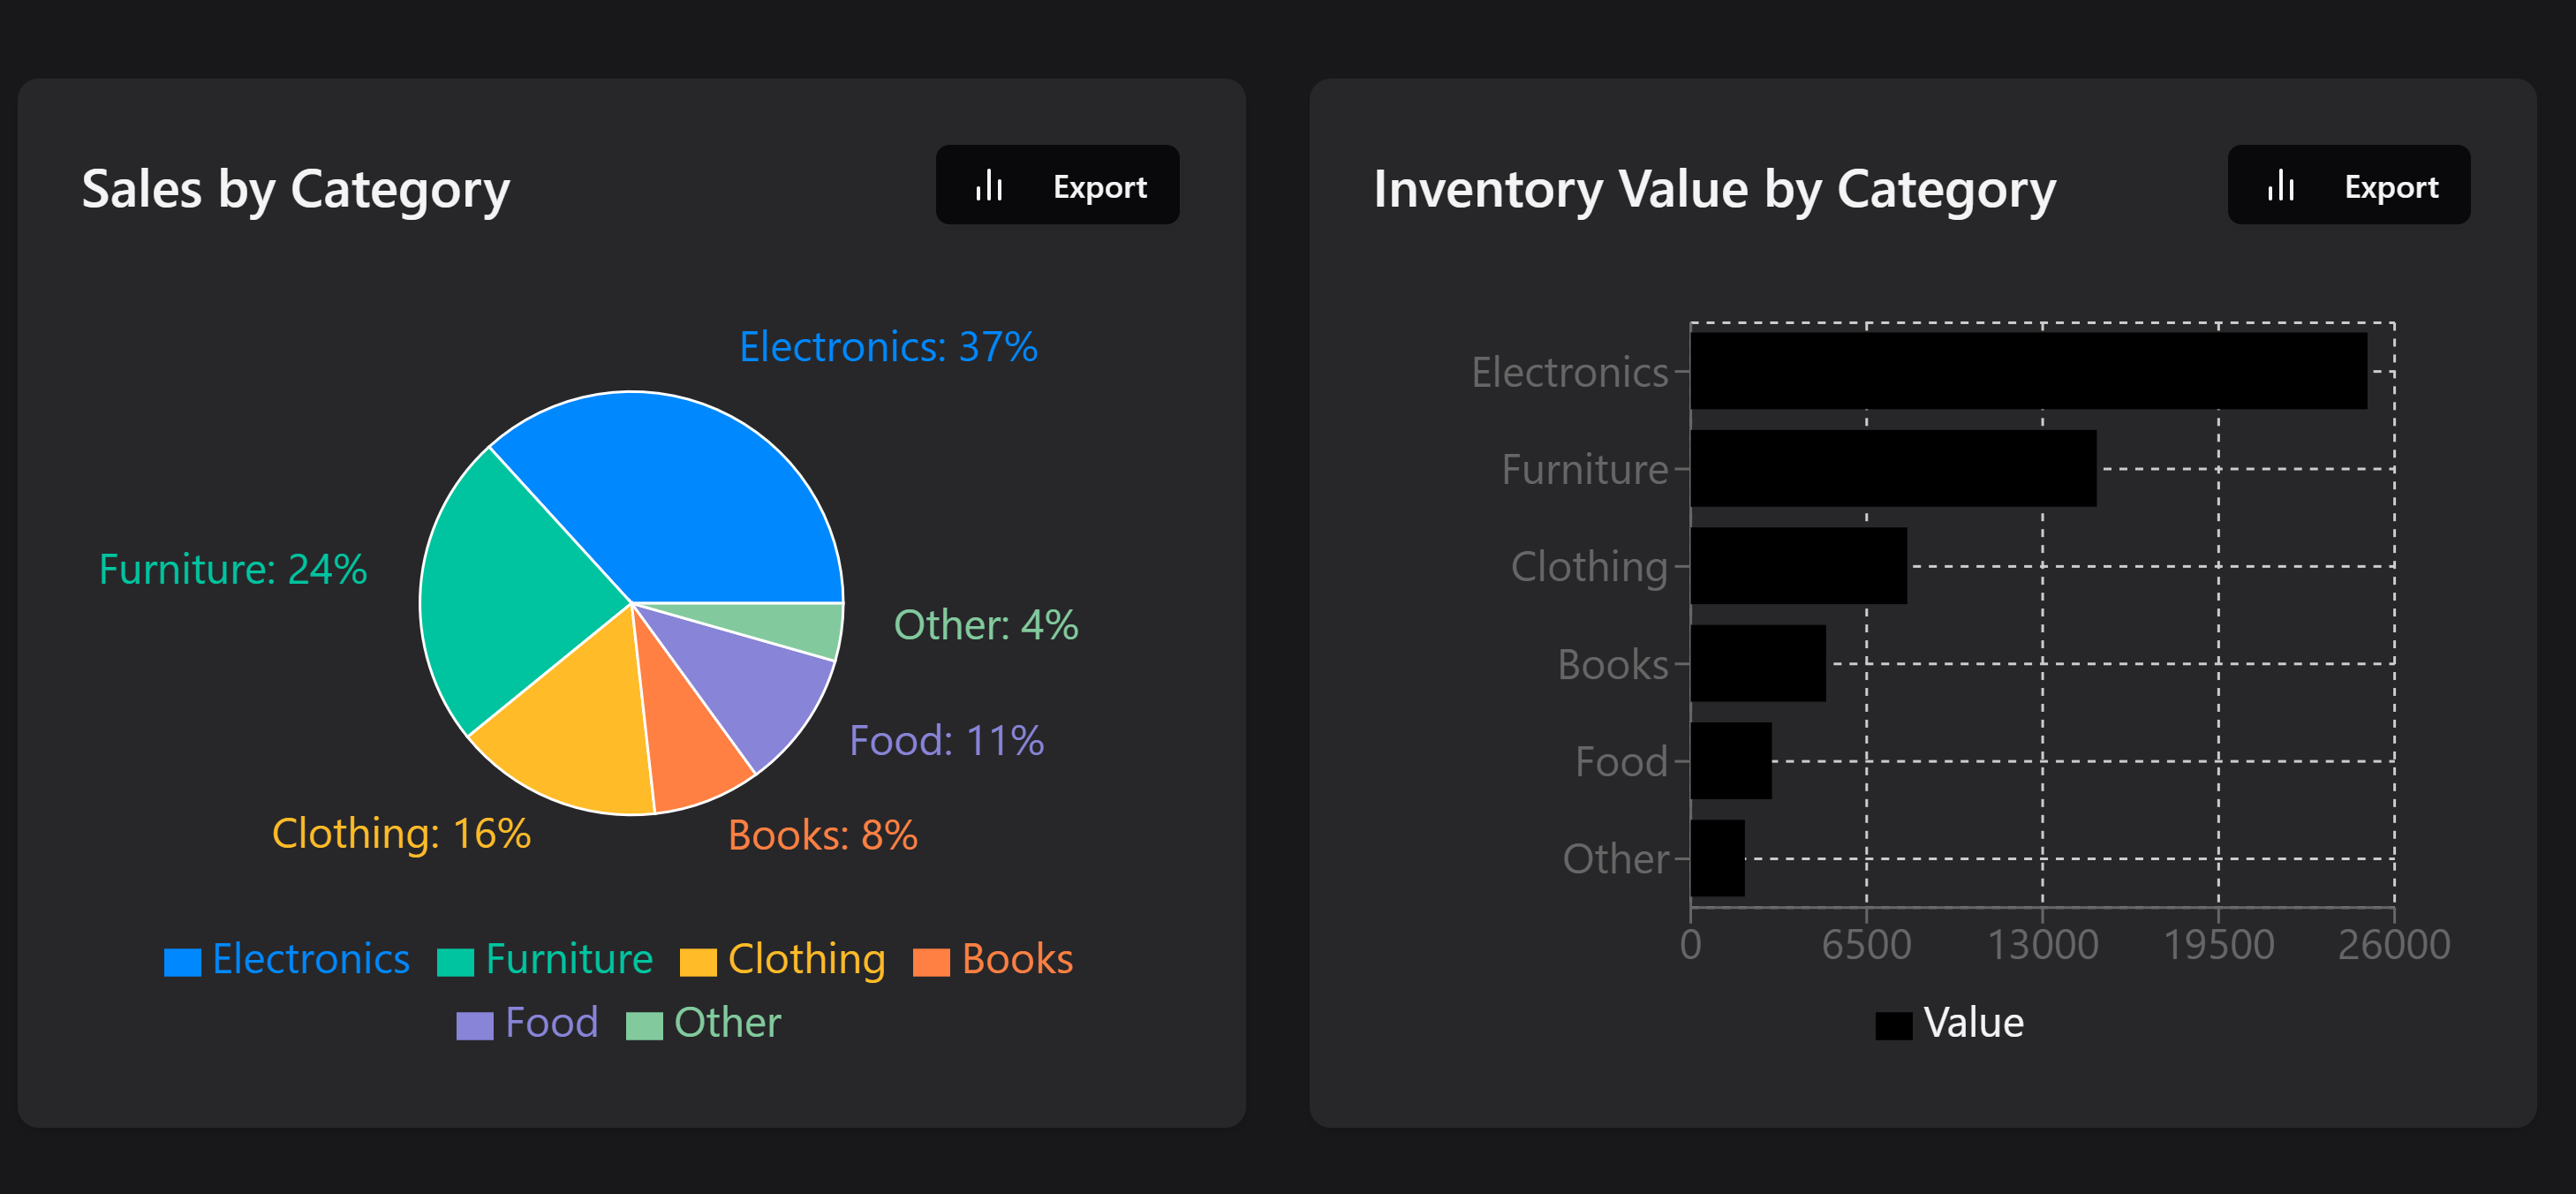 Sales by Category
Export
Electronics: 37%
Furniture: 24%
Other: 4%
Food: 11%
Clothing: 16%
Books: 8%
Electronics Furniture Clothing Books
Food Other
Inventory Value by Category
Export
Electronics
Furniture
Clothing
Books
Food
Other
0 6500 13000 19500 26000
Value